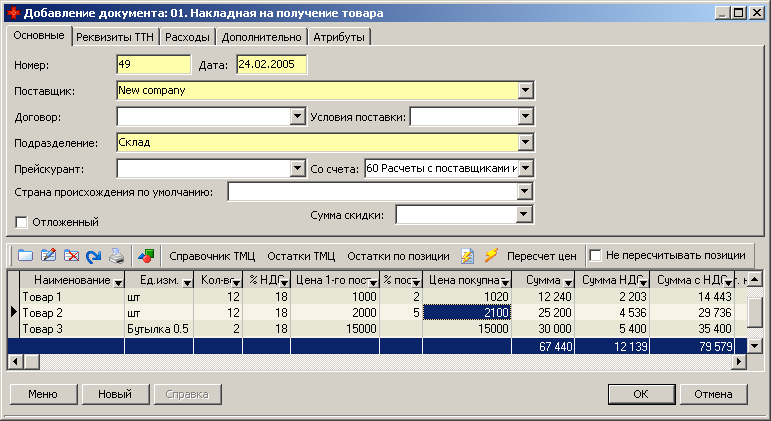 Добавление документа: 01. Накладная на получение товара
Основные Реквизиты ТТН Расходы Дополнительно Атрибуты
Номер: 49 Дата: 24.02.2005
Поставщик: New company
Договор: Условия поставки:
Подразделение: Склад
Прейскурант: Со счета: 60 Расчеты с поставщиками и
Страна происхождения по умолчанию:
Отложенный Сумма скидки:
Справочник ТМЦ Остатки ТМЦ Остатки по позиции Пересчет цен Не пересчитывать позиции
Наименование Ед.изм. Кол-во % НДС Цена 1-го пост % пост Цена покупна Сумма Сумма НДС Сумма с НДС
Товар 1 шт 12 18 1000 2 1020 12 240 2 203 14 443
Товар 2 шт 12 18 2000 5 2100 25 200 4 536 29 736
Товар 3 Бутылка 0.5 2 18 15000 15000 30 000 5 400 35 400
67 440 12 139 79 579
Меню Новый Справка OK Отмена